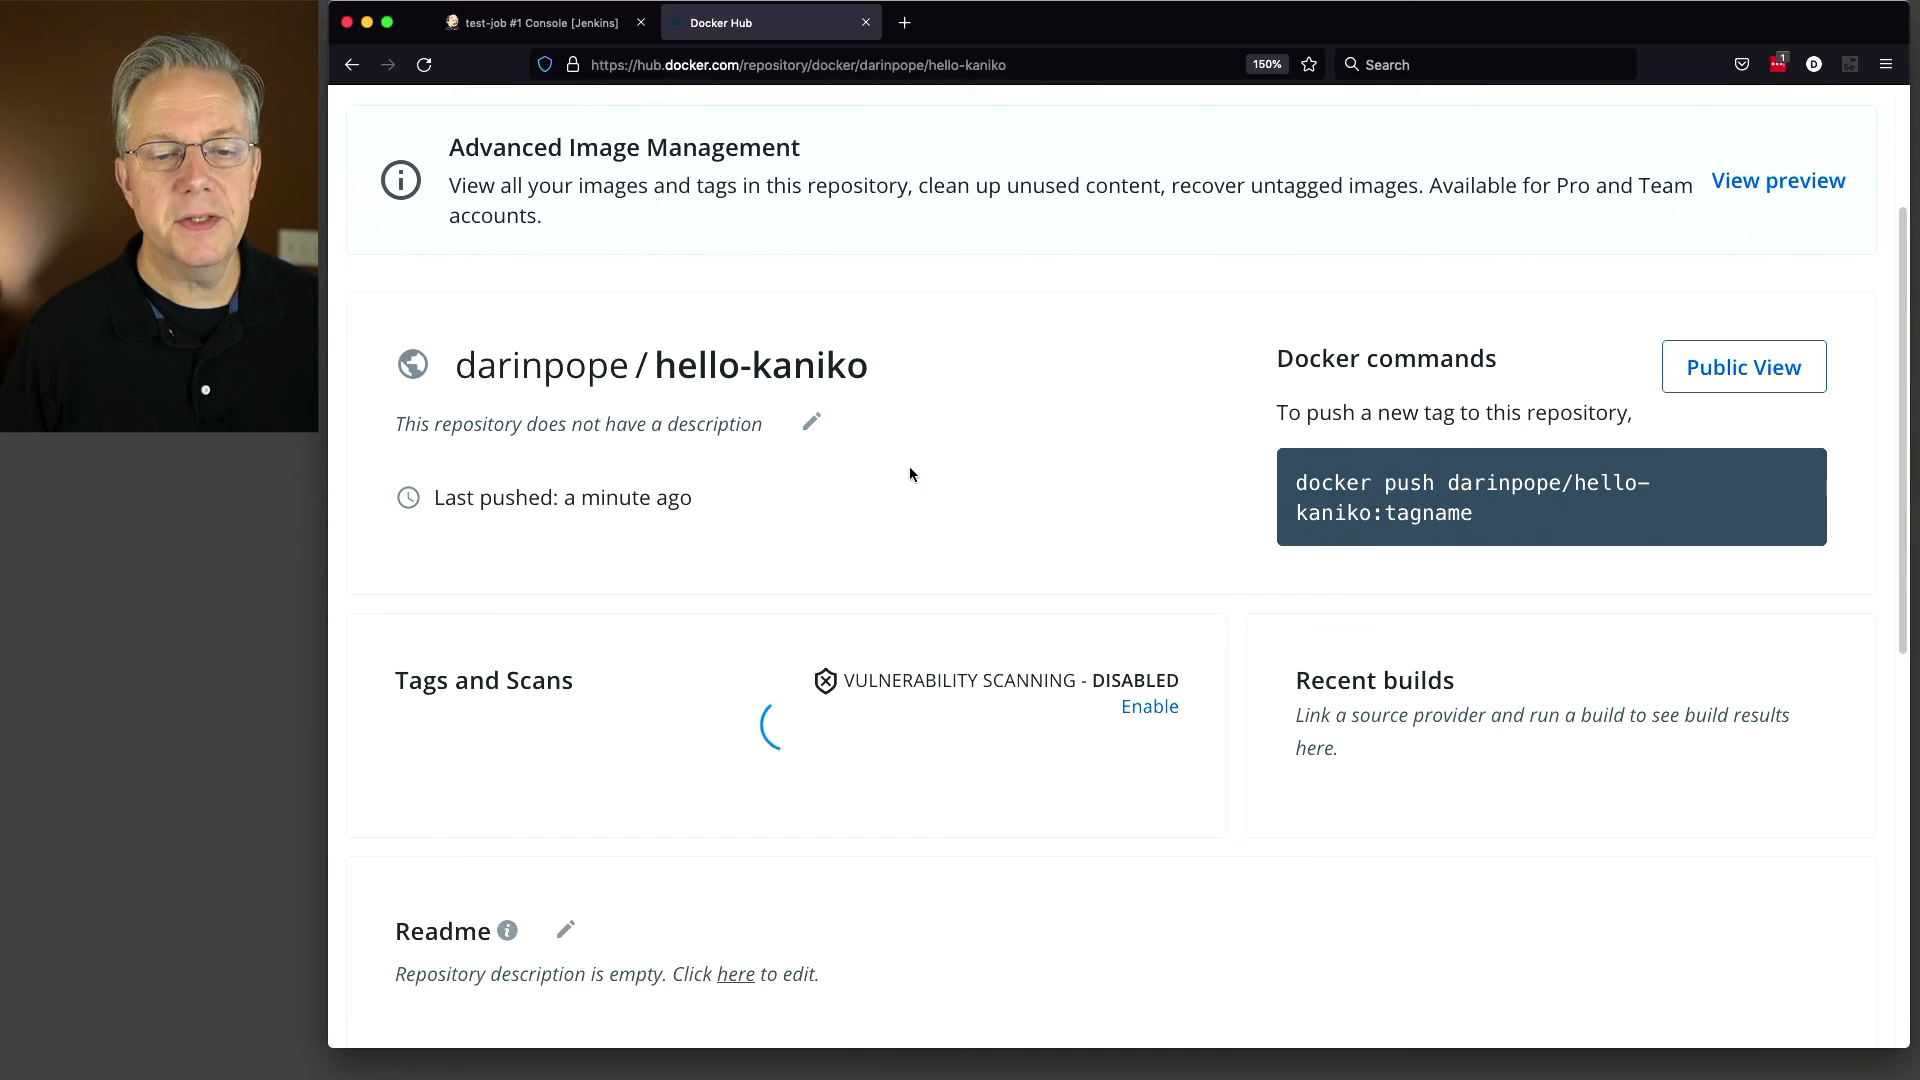 test-job #1 Console [Jenkins]
Docker Hub
https://hub.docker.com/repository/docker/darinpope/hello-kaniko
150%
Search
1
D
Se
Advanced Image Management
View all your images and tags in this repository, clean up unused content, recover untagged images. Available for Pro and Team
accounts.
View preview
darinpope / hello-kaniko
This repository does not have a description
Last pushed: a minute ago
Docker commands
Public View
To push a new tag to this repository,
docker push darinpope/hello-
kaniko:tagname
Tags and Scans
VULNERABILITY SCANNING - DISABLED
Enable
Recent builds
Link a source provider and run a build to see build results
here.
Readme
Repository description is empty. Click here to edit.